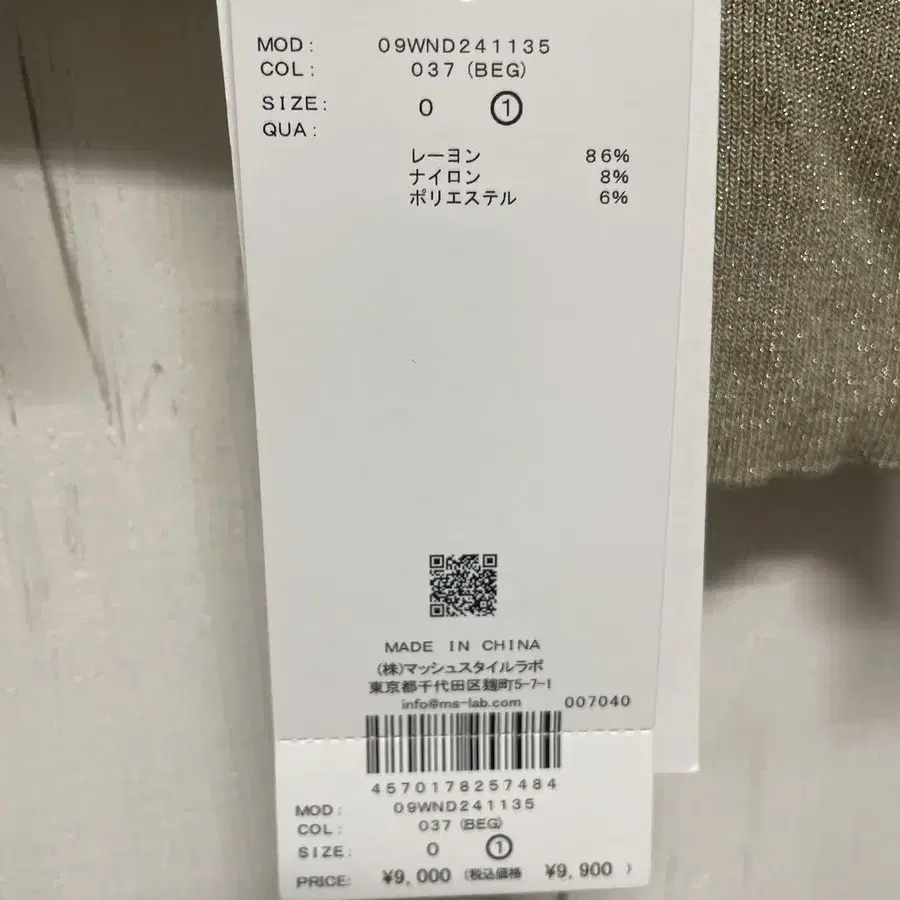 MOD: 09WND241135
COL: 037 (BEG)
SIZE: 0 ①
QUA:
レーヨン 86%
ナイロン 8%
ポリエステル 6%
MADE IN CHINA
(株)マッシュスタイルラボ
東京都千代田区麹町5-7-1
info@ms-lab.com 007040
4570178257484
MOD: 09WND241135
COL: 037 (BEG)
SIZE: 0 ①
PRICE: ¥9,000 (税込価格 ¥9,900 )